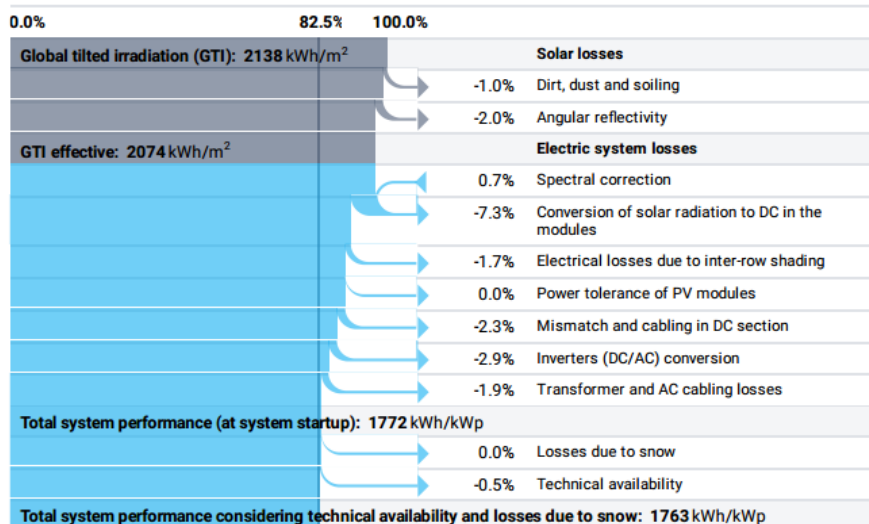 0.0% 82.5% 100.0%
Global tilted irradiation (GTI): 2138 kWh/m² Solar losses
-1.0% Dirt, dust and soiling
-2.0% Angular reflectivity
GTI effective: 2074 kWh/m² Electric system losses
0.7% Spectral correction
-7.3% Conversion of solar radiation to DC in the
modules
-1.7% Electrical losses due to inter-row shading
0.0% Power tolerance of PV modules
-2.3% Mismatch and cabling in DC section
-2.9% Inverters (DC/AC) conversion
-1.9% Transformer and AC cabling losses
Total system performance (at system startup): 1772 kWh/kWp
0.0% Losses due to snow
-0.5% Technical availability
Total system performance considering technical availability and losses due to snow: 1763 kWh/kWp